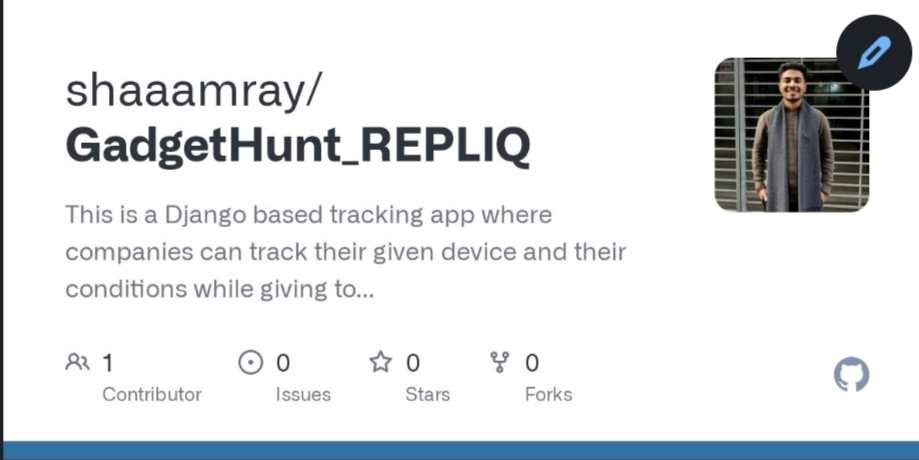 shaaamray/
GadgetHunt_REPLIQ
This is a Django based tracking app where
companies can track their given device and their
conditions while giving to...
1 0 0 0
Contributor Issues Stars Forks